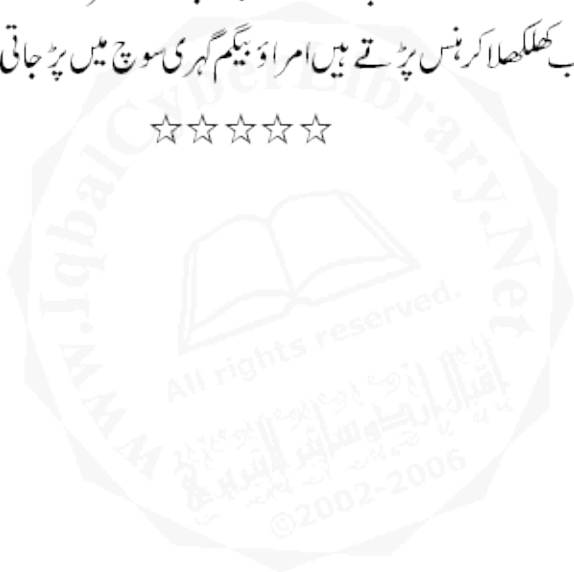 کھلکھلا کر ہنس پڑتے ہیں امراؤ بیگم گہری سوچ میں پڑ جاتی
☆☆☆☆☆
www.IqbalCyberLibrary.Net
All rights reserved.
©2002-2006